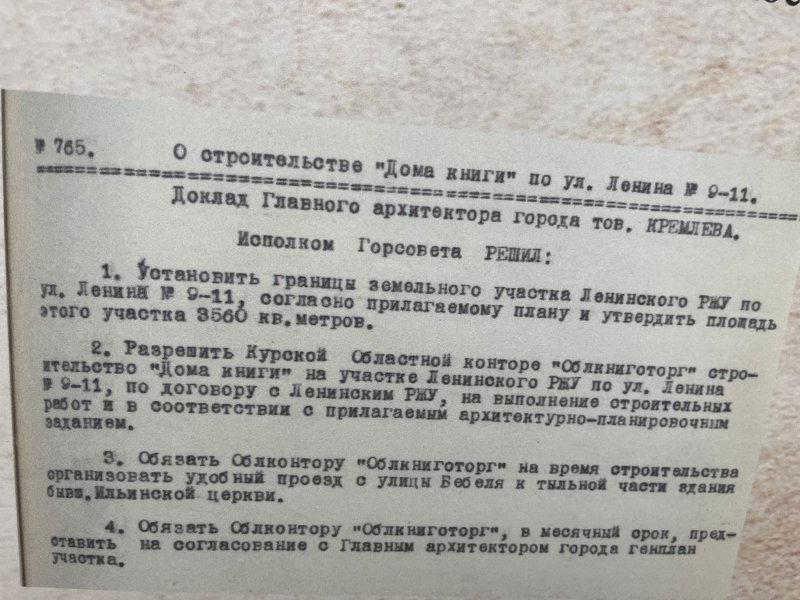 № 765. О строительстве "Дома книги" по ул. Ленина № 9-11.
Доклад Главного архитектора города тов. КРЕМЛЕВА.
Исполком Горсовета РЕШИЛ:
1. Установить границы земельного участка Ленинского РЖУ по
ул. Ленина № 9-11, согласно прилагаемому плану и утвердить площадь
этого участка 3560 кв.метров.
2. Разрешить Курской Областной конторе "Облкниготорг" стро-
ительство "Дома книги" на участке Ленинского РЖУ по ул. Ленина
№ 9-11, по договору с Ленинским РЖУ, на выполнение строительных
работ и в соответствии с прилагаемым архитектурно-планировочным
заданием.
3. Обязать Облконтору "Облкниготорг" на время строительства
организовать удобный проезд с улицы Бебеля к тыльной части здания
бывш.Ильинской церкви.
4. Обязать Облконтору "Облкниготорг", в месячный срок, пред-
ставить на согласование с Главным архитектором города генплан
участка.